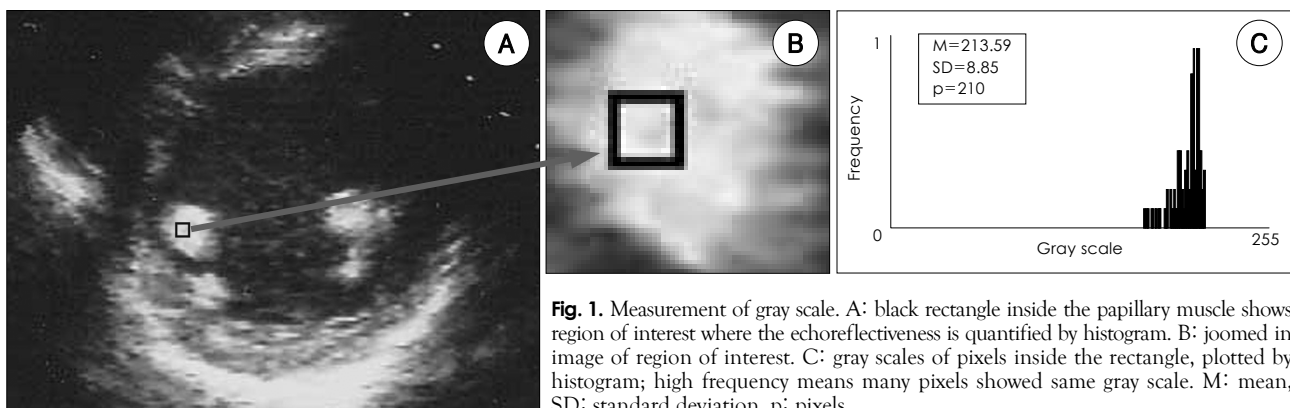 A
B
C
1
M=213.59
SD=8.85
p=210
Frequency
0
Gray scale
255
Fig. 1. Measurement of gray scale. A: black rectangle inside the papillary muscle shows
region of interest where the echoreflectiveness is quantified by histogram. B: joomed in
image of region of interest. C: gray scales of pixels inside the rectangle, plotted by
histogram; high frequency means many pixels showed same gray scale. M: mean,
SD: standard deviation, p: pixels.